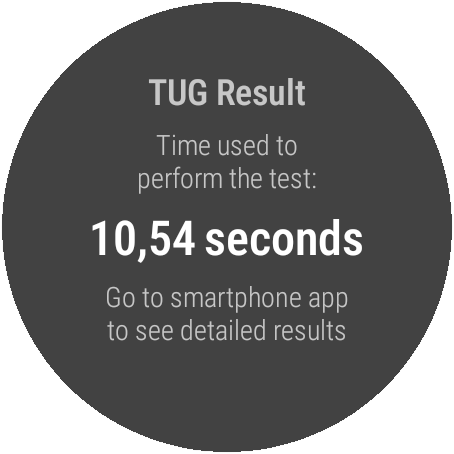 TUG Result
Time used to
perform the test:
10,54 seconds
Go to smartphone app
to see detailed results